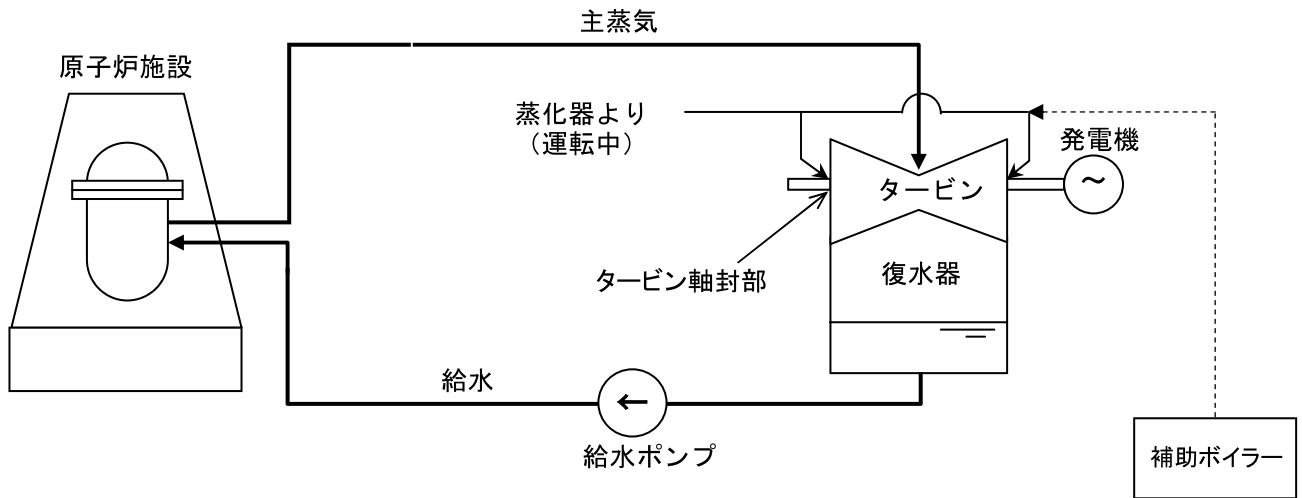 主蒸気
原子炉施設
蒸化器より
（運転中）
発電機
～
タービン
復水器
タービン軸封部
給水
給水ポンプ
補助ボイラー